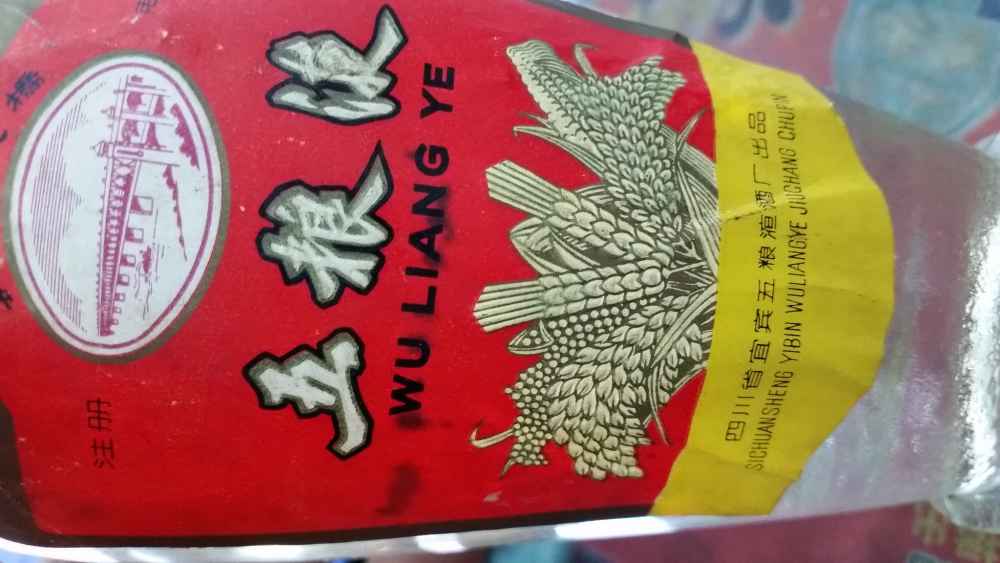 注册
五粮液
WU LIANG YE
四川省宜宾五粮液酒厂出品
SICHUANSHENG YIBIN WULIANGYE JIUCHANG CHUPIN